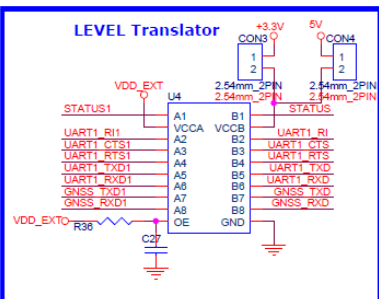 LEVEL Translator
+3.3V 5V
CON3 CON4
1 1
2 2
VDD_EXT U4 2.54mm_2PIN 2.54mm_2PIN
2.54mm_2PIN 2.54mm_2PIN
STATUS1 A1 B1 STATUS
VCCA VCCB
UART1_RI1 A2 B2 UART1_RI
UART1_CTS1 A3 B3 UART1_CTS
UART1_RTS1 A4 B4 UART1_RTS
UART1_TXD1 A5 B5 UART1_TXD
UART1_RXD1 A6 B6 UART1_RXD
GNSS_TXD1 A7 B7 GNSS_TXD
GNSS_RXD1 A8 B8 GNSS_RXD
VDD_EXT R36 OE GND
C27